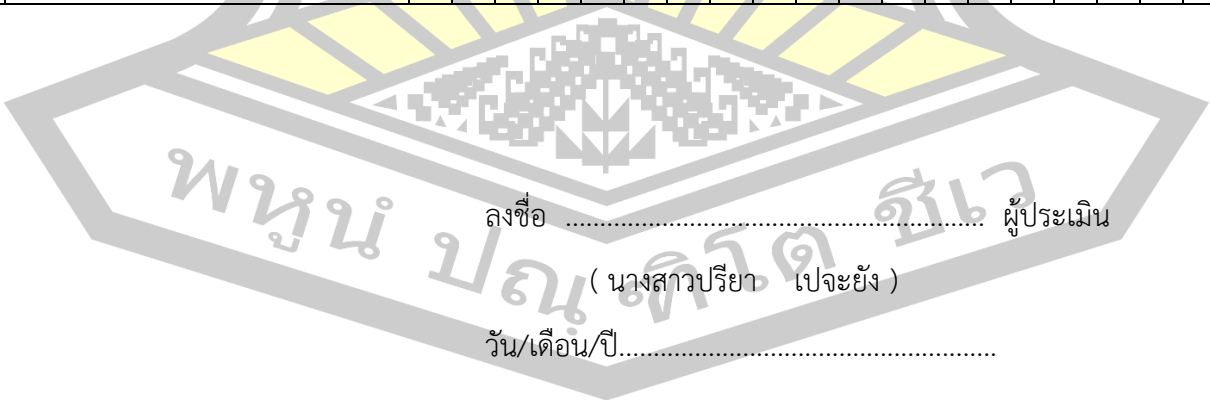 ลงชื่อ ............................................................ ผู้ประเมิน
( นางสาวปรียา เปจะยัง )
วัน/เดือน/ปี......................................................
พหูนํ ปณฺฑิโต ชีเว